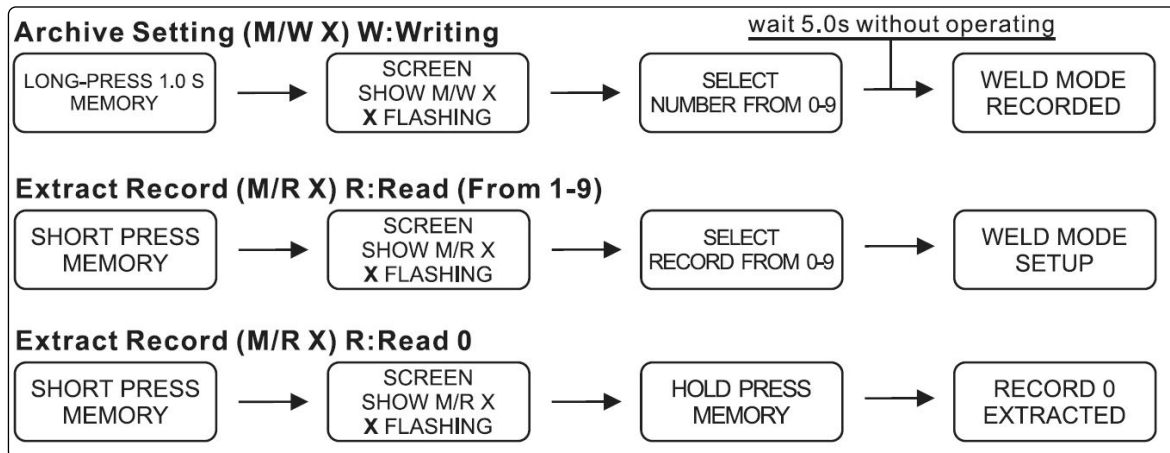 Archive Setting (M/W X) W:Writing
wait 5.0s without operating
LONG-PRESS 1.0 S
MEMORY
SCREEN
SHOW M/W X
X FLASHING
SELECT
NUMBER FROM 0-9
WELD MODE
RECORDED
Extract Record (M/R X) R:Read (From 1-9)
SHORT PRESS
MEMORY
SCREEN
SHOW M/R X
X FLASHING
SELECT
RECORD FROM 0-9
WELD MODE
SETUP
Extract Record (M/R X) R:Read 0
SHORT PRESS
MEMORY
SCREEN
SHOW M/R X
X FLASHING
HOLD PRESS
MEMORY
RECORD 0
EXTRACTED